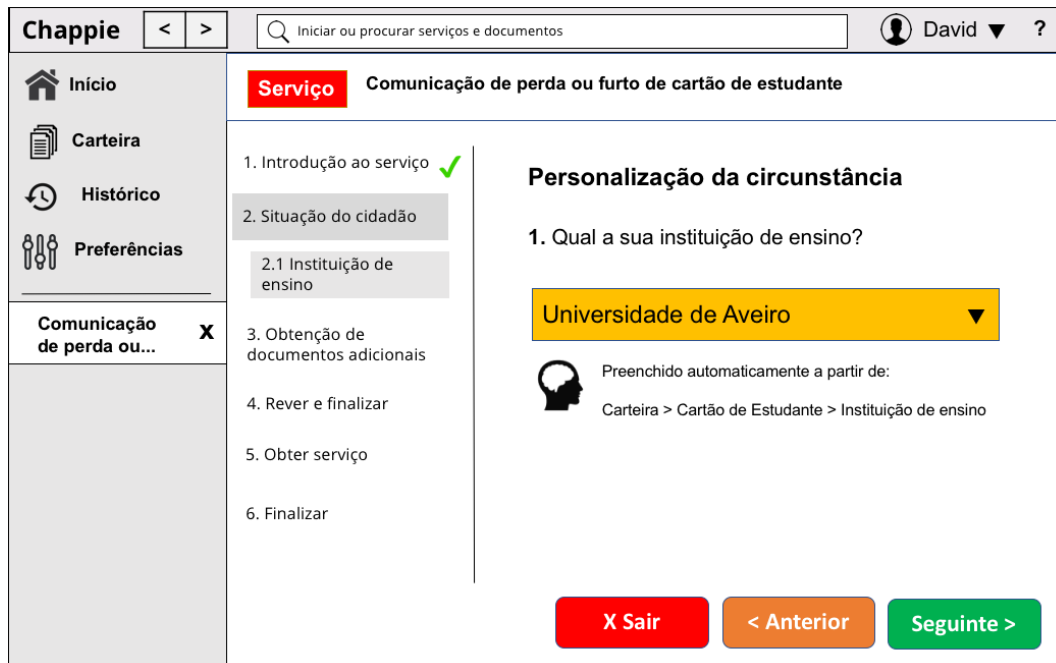 Chappie < > Iniciar ou procurar serviços e documentos David ▼ ?
Início
Carteira
Histórico
Preferências
Comunicação
de perda ou...
X
Serviço Comunicação de perda ou furto de cartão de estudante
1. Introdução ao serviço
2. Situação do cidadão
2.1 Instituição de
ensino
3. Obtenção de
documentos adicionais
4. Rever e finalizar
5. Obter serviço
6. Finalizar
Personalização da circunstância
1. Qual a sua instituição de ensino?
Universidade de Aveiro ▼
Preenchido automaticamente a partir de:
Carteira > Cartão de Estudante > Instituição de ensino
X Sair < Anterior Seguinte >